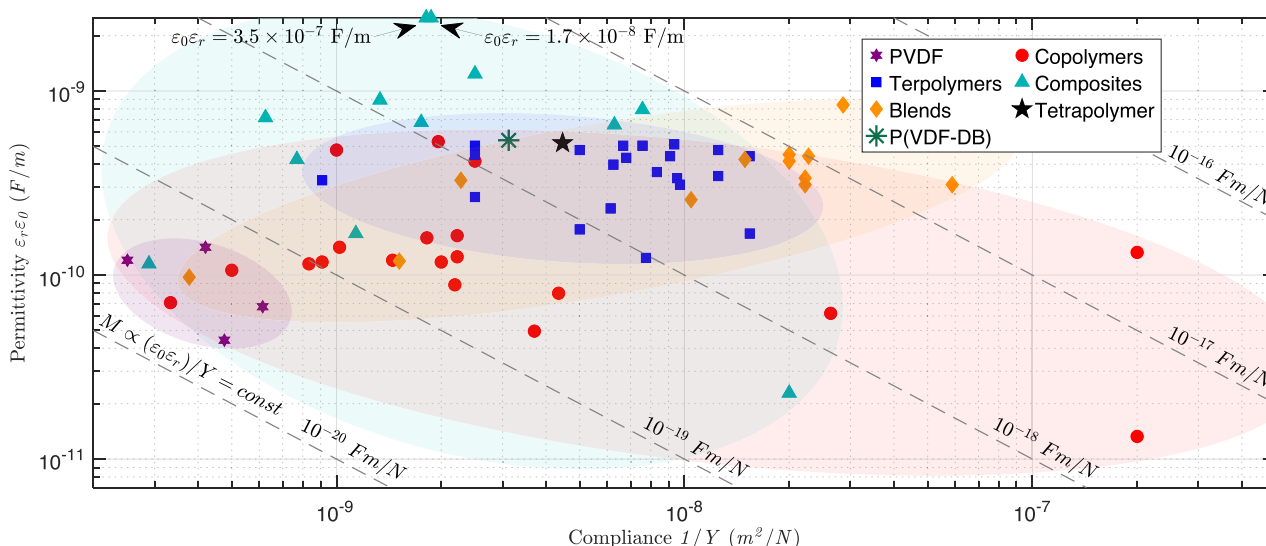 ε₀εᵣ = 3.5 × 10⁻⁷ F/m
ε₀εᵣ = 1.7 × 10⁻⁸ F/m
PVDF
Copolymers
Terpolymers
Composites
Blends
Tetrapolymer
P(VDF-DB)
10⁻⁹
10⁻¹⁰
10⁻¹¹
Permittivity εᵣε₀ (F/m)
M ∝ (ε₀εᵣ)/Y = const
10⁻²⁰ Fm/N
10⁻¹⁹ Fm/N
10⁻¹⁸ Fm/N
10⁻¹⁷ Fm/N
10⁻¹⁶ Fm/N
10⁻⁹
10⁻⁸
10⁻⁷
Compliance 1/Y (m²/N)